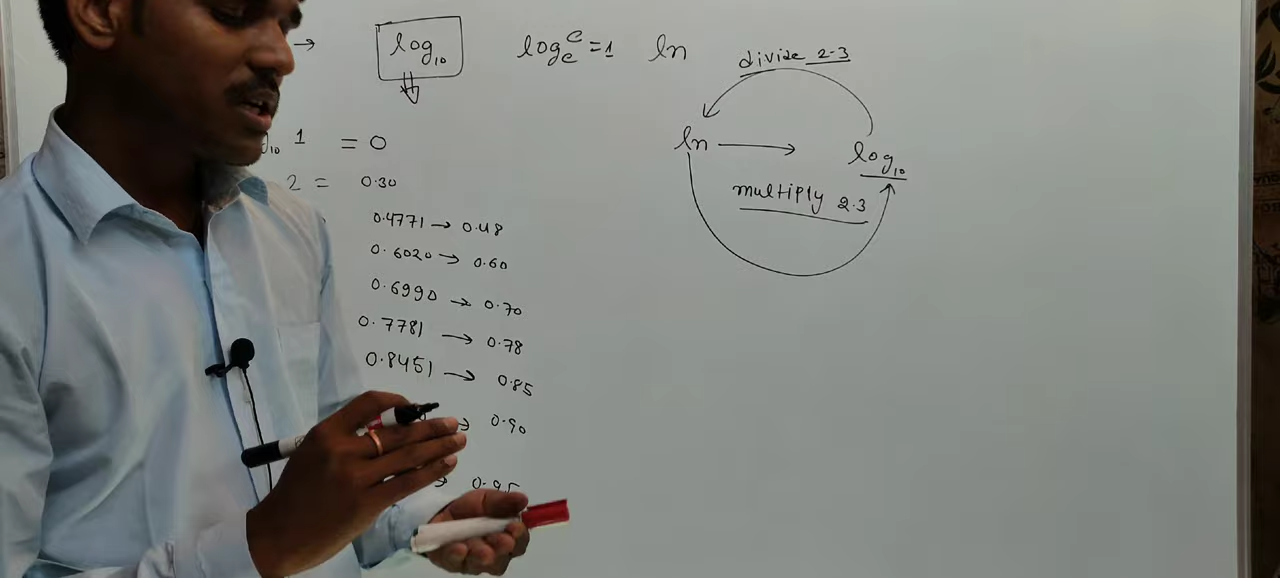 → log₁₀ logₑᵉ = 1 ln
divide 2.3
ln → log₁₀
multiply 2.3
1 = 0
2 = 0.30
0.4771 → 0.48
0.6020 → 0.60
0.6990 → 0.70
0.7781 → 0.78
0.8451 → 0.85
→ 0.90
→ 0.95